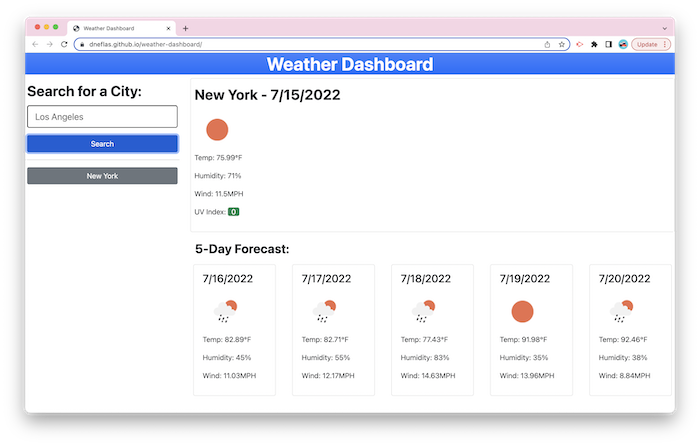 Weather Dashboard
dneflas.github.io/weather-dashboard/
Update
Weather Dashboard
Search for a City:
Los Angeles
Search
New York
New York - 7/15/2022
Temp: 75.99°F
Humidity: 71%
Wind: 11.5MPH
UV Index: 0
5-Day Forecast:
7/16/2022
Temp: 82.89°F
Humidity: 45%
Wind: 11.03MPH
7/17/2022
Temp: 82.71°F
Humidity: 55%
Wind: 12.17MPH
7/18/2022
Temp: 77.43°F
Humidity: 83%
Wind: 14.63MPH
7/19/2022
Temp: 91.98°F
Humidity: 35%
Wind: 13.96MPH
7/20/2022
Temp: 92.46°F
Humidity: 38%
Wind: 8.84MPH